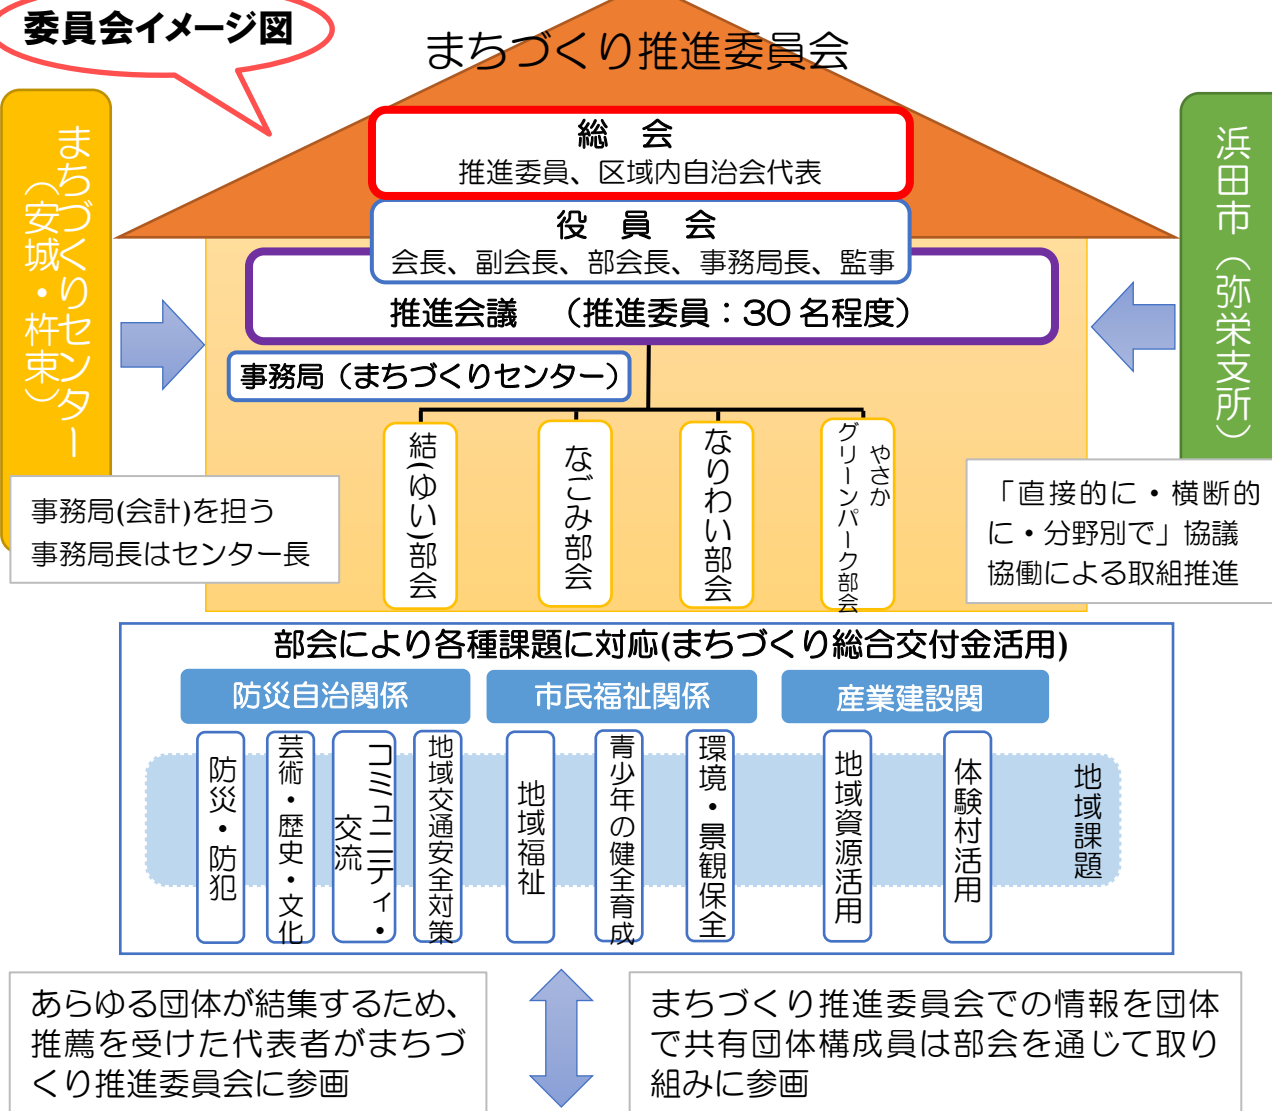 委員会イメージ図
まちづくり推進委員会
総　会
推進委員、区域内自治会代表
役　員　会
会長、副会長、部会長、事務局長、監事
推進会議　（推進委員：30 名程度）
事務局（まちづくりセンター）
まちづくりセンター
（安城・杵束）
浜田市（弥栄支所）
事務局(会計)を担う
事務局長はセンター長
「直接的に・横断的
に・分野別で」協議
協働による取組推進
結(ゆい)部会
なごみ部会
なりわい部会
やさか
グリーンパーク部会
部会により各種課題に対応(まちづくり総合交付金活用)
防災自治関係
市民福祉関係
産業建設関
防災・防犯
芸術・歴史・文化
コミュニティ・
交流
地域交通安全対策
地域福祉
青少年の健全育成
環境・景観保全
地域資源活用
体験村活用
地域課題
あらゆる団体が結集するため、
推薦を受けた代表者がまちづ
くり推進委員会に参画
まちづくり推進委員会での情報を団体
で共有団体構成員は部会を通じて取り
組みに参画